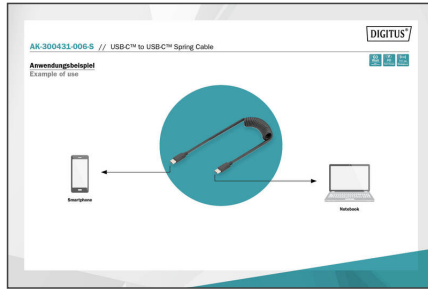 DIGITUS®
AK-300431-006-S // USB-C™ to USB-C™ Spring Cable
Anwendungsbeispiel
Example of use
Smartphone
Notebook